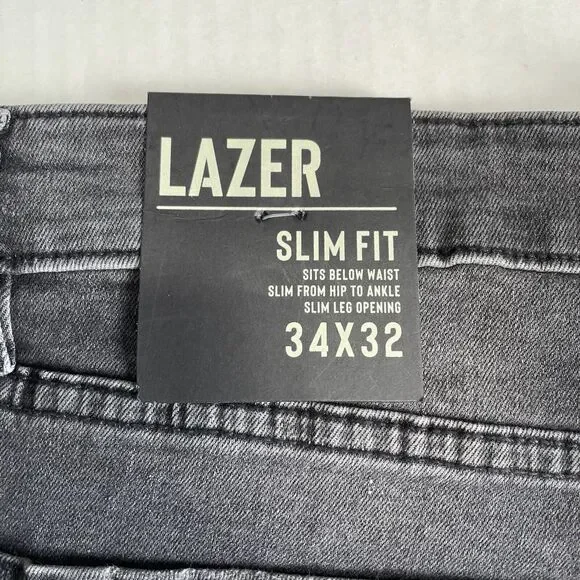 LAZER
SLIM FIT
SITS BELOW WAIST
SLIM FROM HIP TO ANKLE
SLIM LEG OPENING
34X32